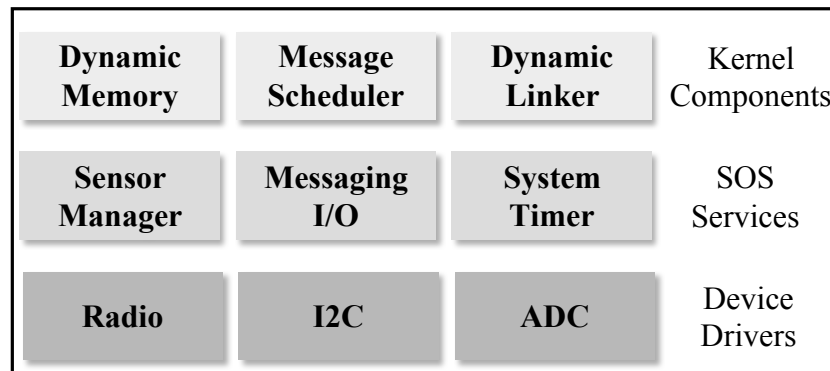 Dynamic
Memory
Message
Scheduler
Dynamic
Linker
Kernel
Components
Sensor
Manager
Messaging
I/O
System
Timer
SOS
Services
Radio
I2C
ADC
Device
Drivers